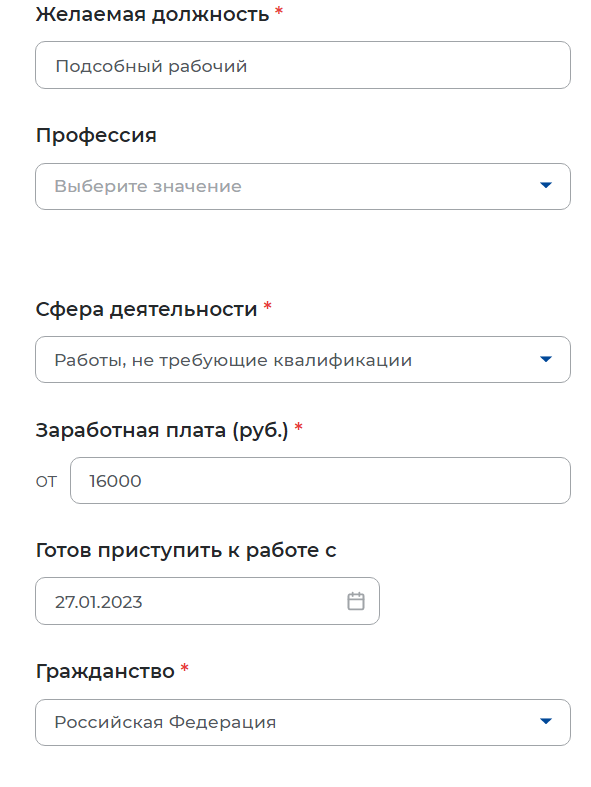 Желаемая должность *
Подсобный рабочий
Профессия
Выберите значение
Сфера деятельности *
Работы, не требующие квалификации
Заработная плата (руб.) *
от 16000
Готов приступить к работе с
27.01.2023
Гражданство *
Российская Федерация